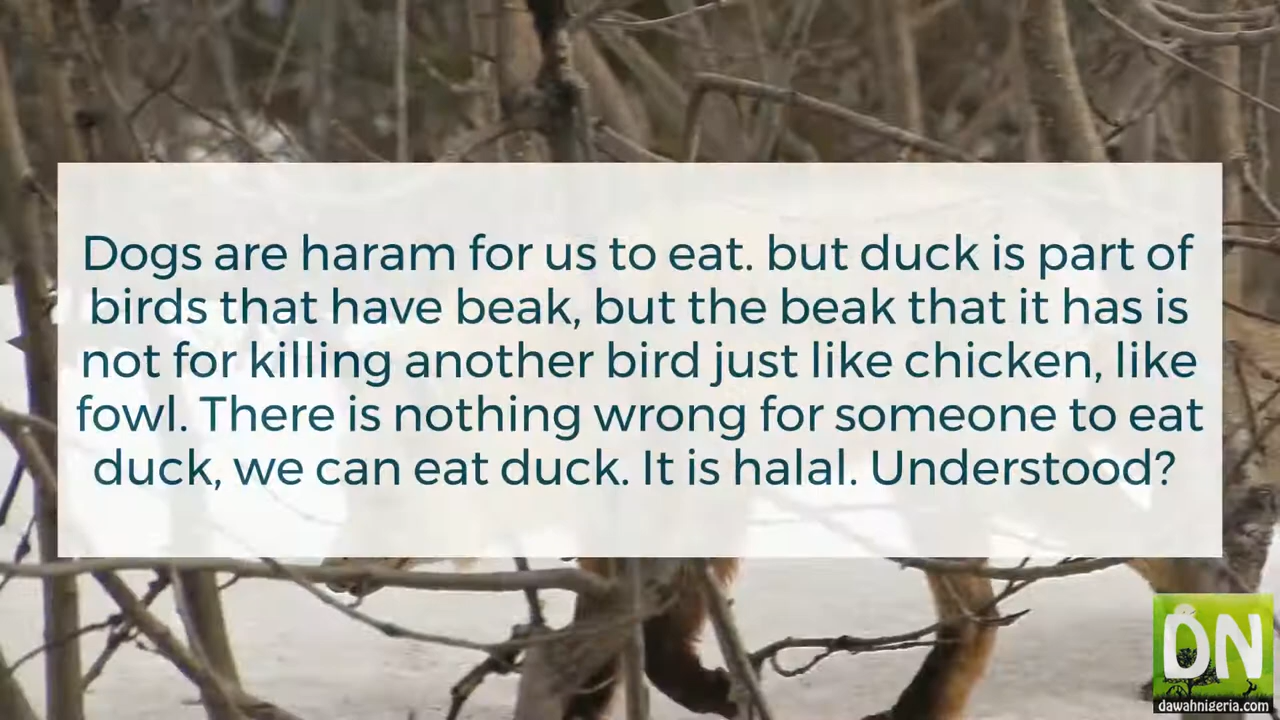 Dogs are haram for us to eat. but duck is part of
birds that have beak, but the beak that it has is
not for killing another bird just like chicken, like
fowl. There is nothing wrong for someone to eat
duck, we can eat duck. It is halal. Understood?
DN
dawahnigeria.com